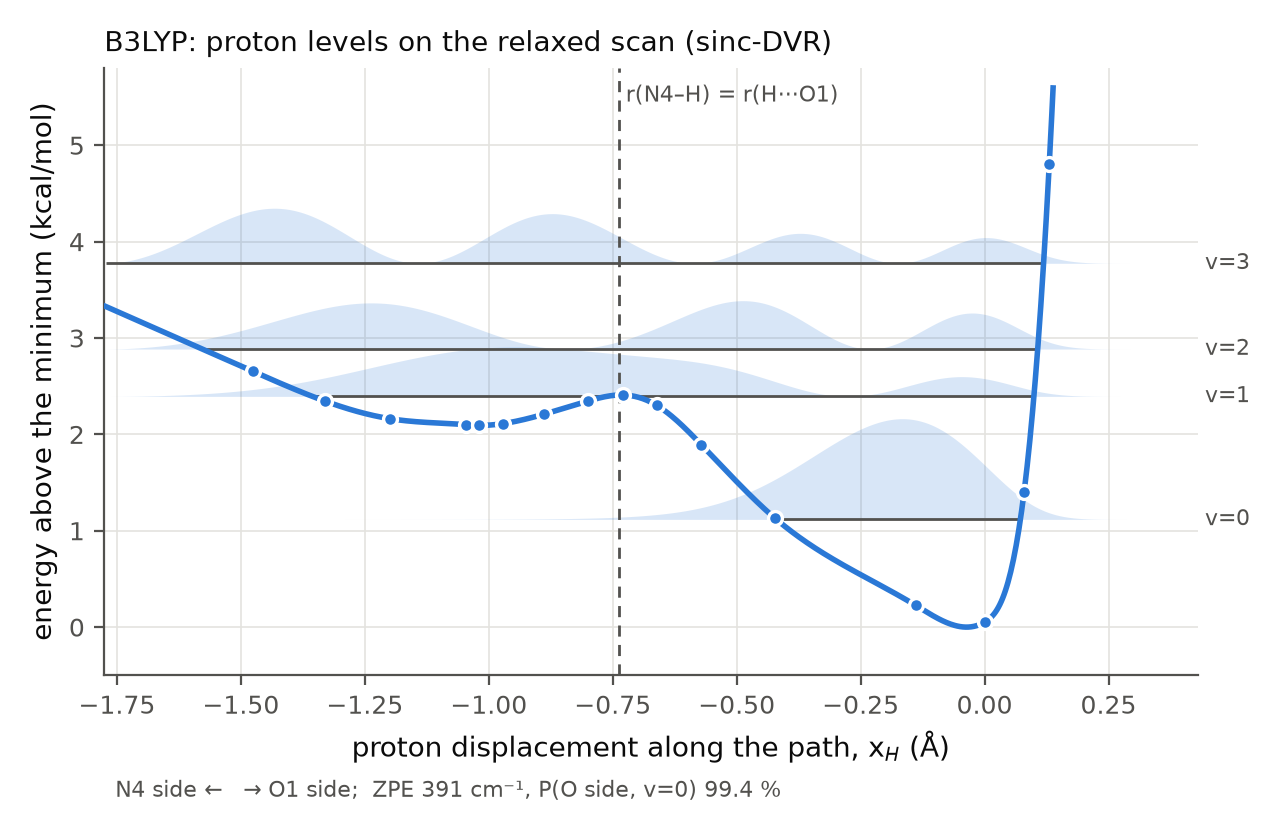 B3LYP: proton levels on the relaxed scan (sinc-DVR)
r(N4–H) = r(H···O1)
energy above the minimum (kcal/mol)
5
4
3
2
1
0
v=3
v=2
v=1
v=0
−1.75 −1.50 −1.25 −1.00 −0.75 −0.50 −0.25 0.00 0.25
proton displacement along the path, x_H (Å)
N4 side ← → O1 side; ZPE 391 cm⁻¹, P(O side, v=0) 99.4 %